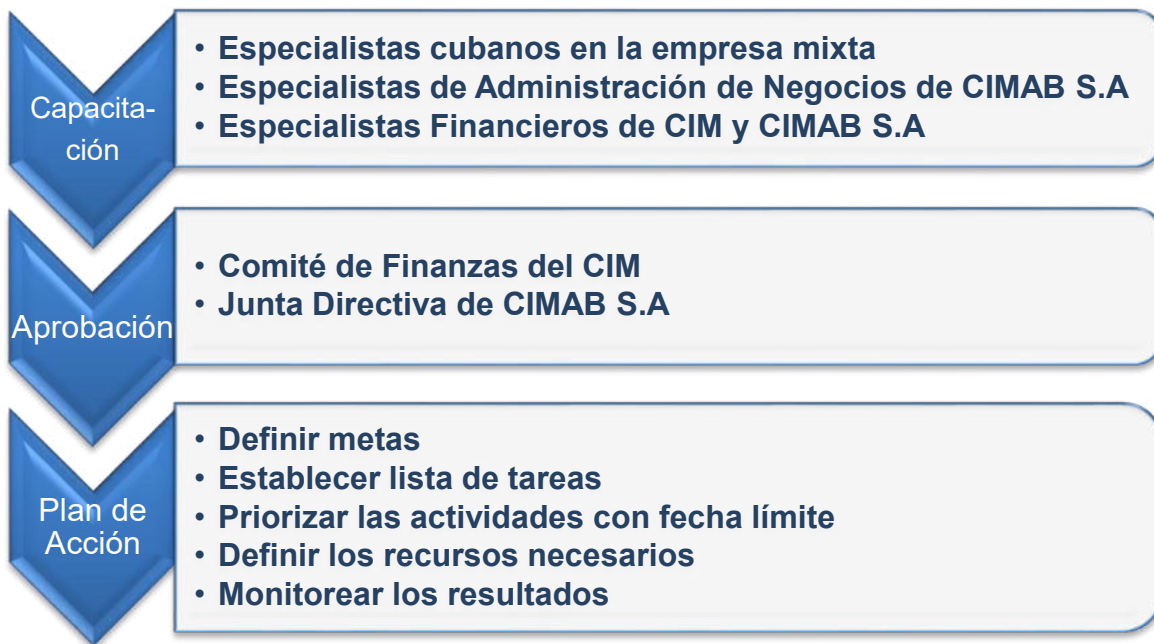 Capacita-
ción
• Especialistas cubanos en la empresa mixta
• Especialistas de Administración de Negocios de CIMAB S.A
• Especialistas Financieros de CIM y CIMAB S.A
Aprobación
• Comité de Finanzas del CIM
• Junta Directiva de CIMAB S.A
Plan de
Acción
• Definir metas
• Establecer lista de tareas
• Priorizar las actividades con fecha límite
• Definir los recursos necesarios
• Monitorear los resultados